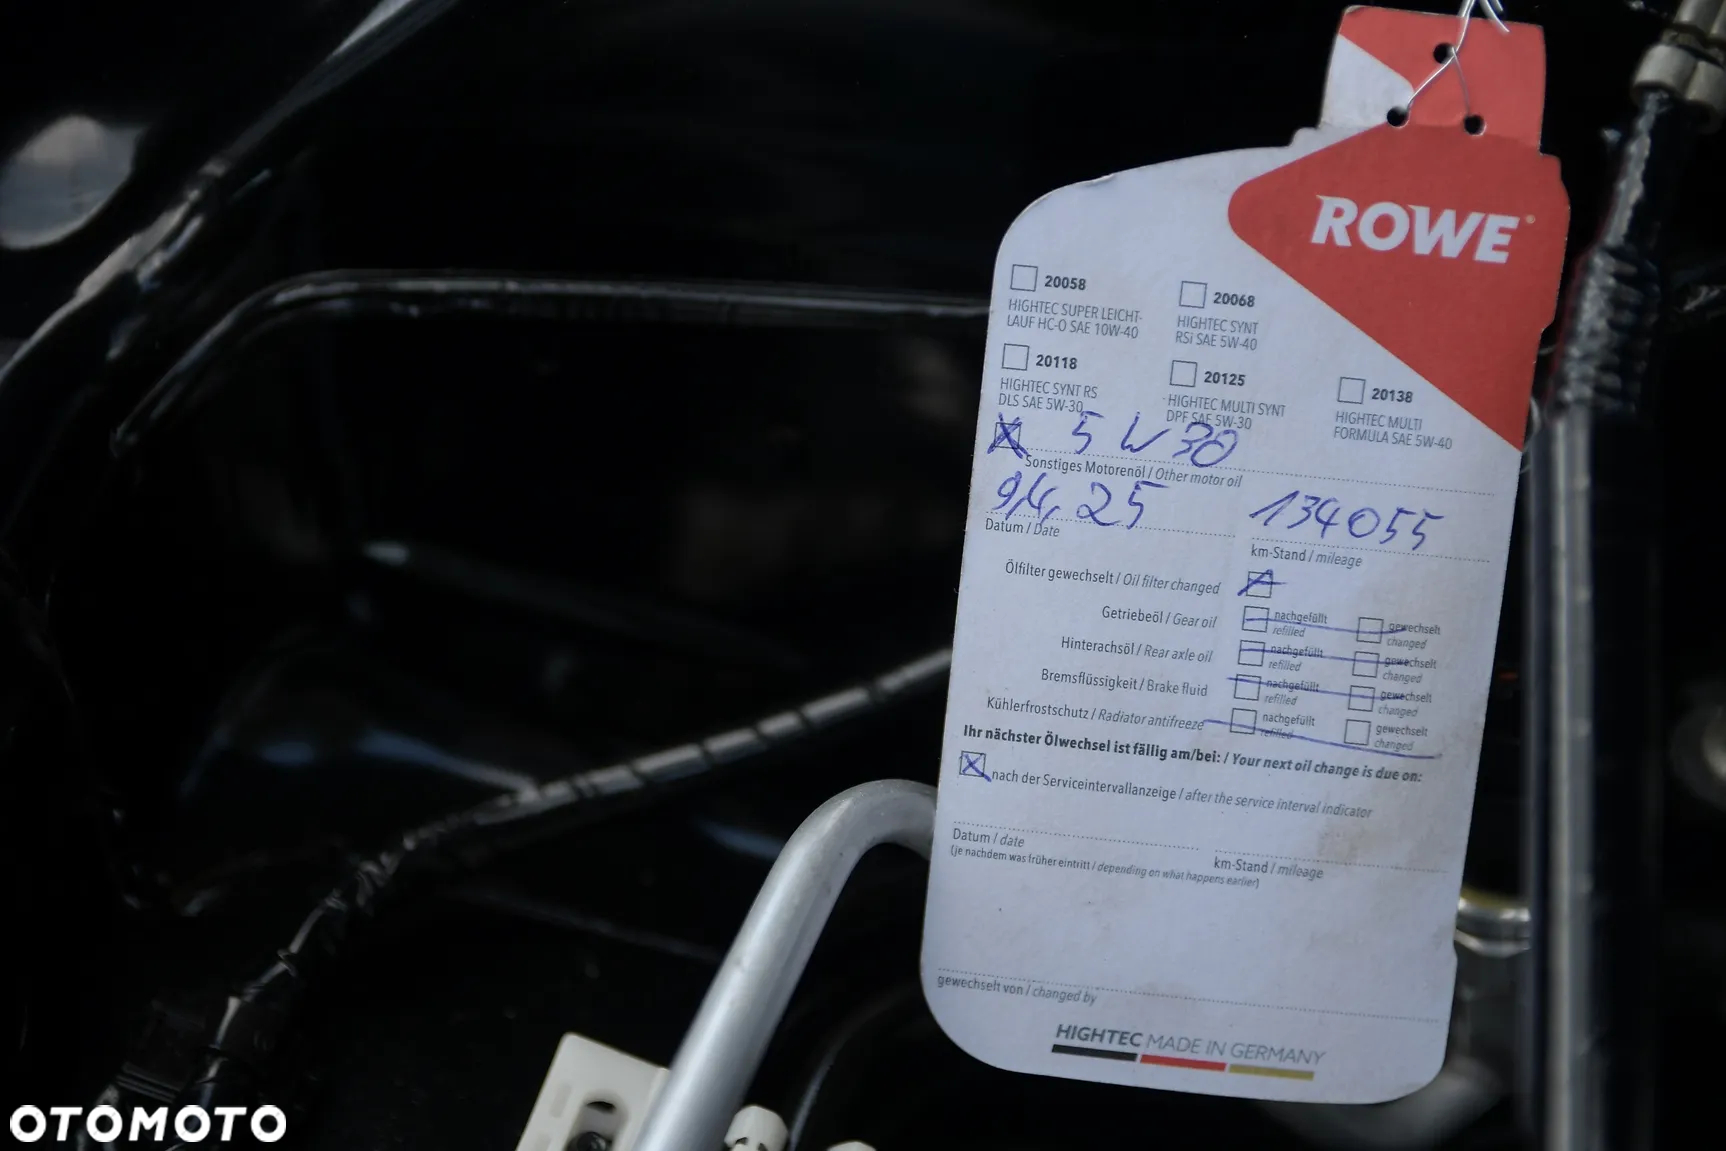 ROWE
20058
HIGHTEC SUPER LEICHT-
LAUF HC-O SAE 10W-40
20068
HIGHTEC SYNT
RSi SAE 5W-40
20118
HIGHTEC SYNT RS
DLS SAE 5W-30
20125
HIGHTEC MULTI SYNT
DPF SAE 5W-30
20138
HIGHTEC MULTI
FORMULA SAE 5W-40
X 5W30
Sonstiges Motorenöl / Other motor oil
9,4,25 134055
Datum / Date km-Stand / mileage
Ölfilter gewechselt / Oil filter changed
Getriebeöl / Gear oil nachgefüllt gewechselt
refilled changed
Hinterachsöl / Rear axle oil nachgefüllt gewechselt
refilled changed
Bremsflüssigkeit / Brake fluid nachgefüllt gewechselt
refilled changed
Kühlerfrostschutz / Radiator antifreeze nachgefüllt gewechselt
refilled changed
Ihr nächster Ölwechsel ist fällig am/bei: / Your next oil change is due on:
X nach der Serviceintervallanzeige / after the service interval indicator
Datum / date km-Stand / mileage
(je nachdem was früher eintritt / depending on what happens earlier)
gewechselt von / changed by
HIGHTEC MADE IN GERMANY
OTOMOTO